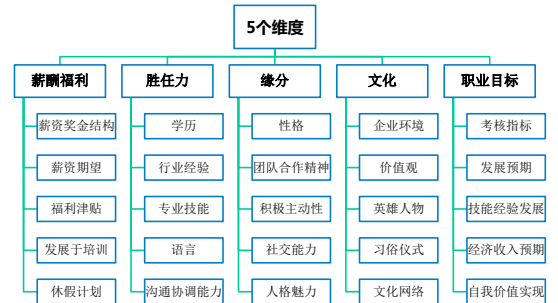 5个维度
薪酬福利
胜任力
缘分
文化
职业目标
薪资奖金结构
学历
性格
企业环境
考核指标
薪资期望
行业经验
团队合作精神
价值观
发展预期
福利津贴
专业技能
积极主动性
英雄人物
技能经验发展
发展于培训
语言
社交能力
习俗仪式
经济收入预期
休假计划
沟通协调能力
人格魅力
文化网络
自我价值实现